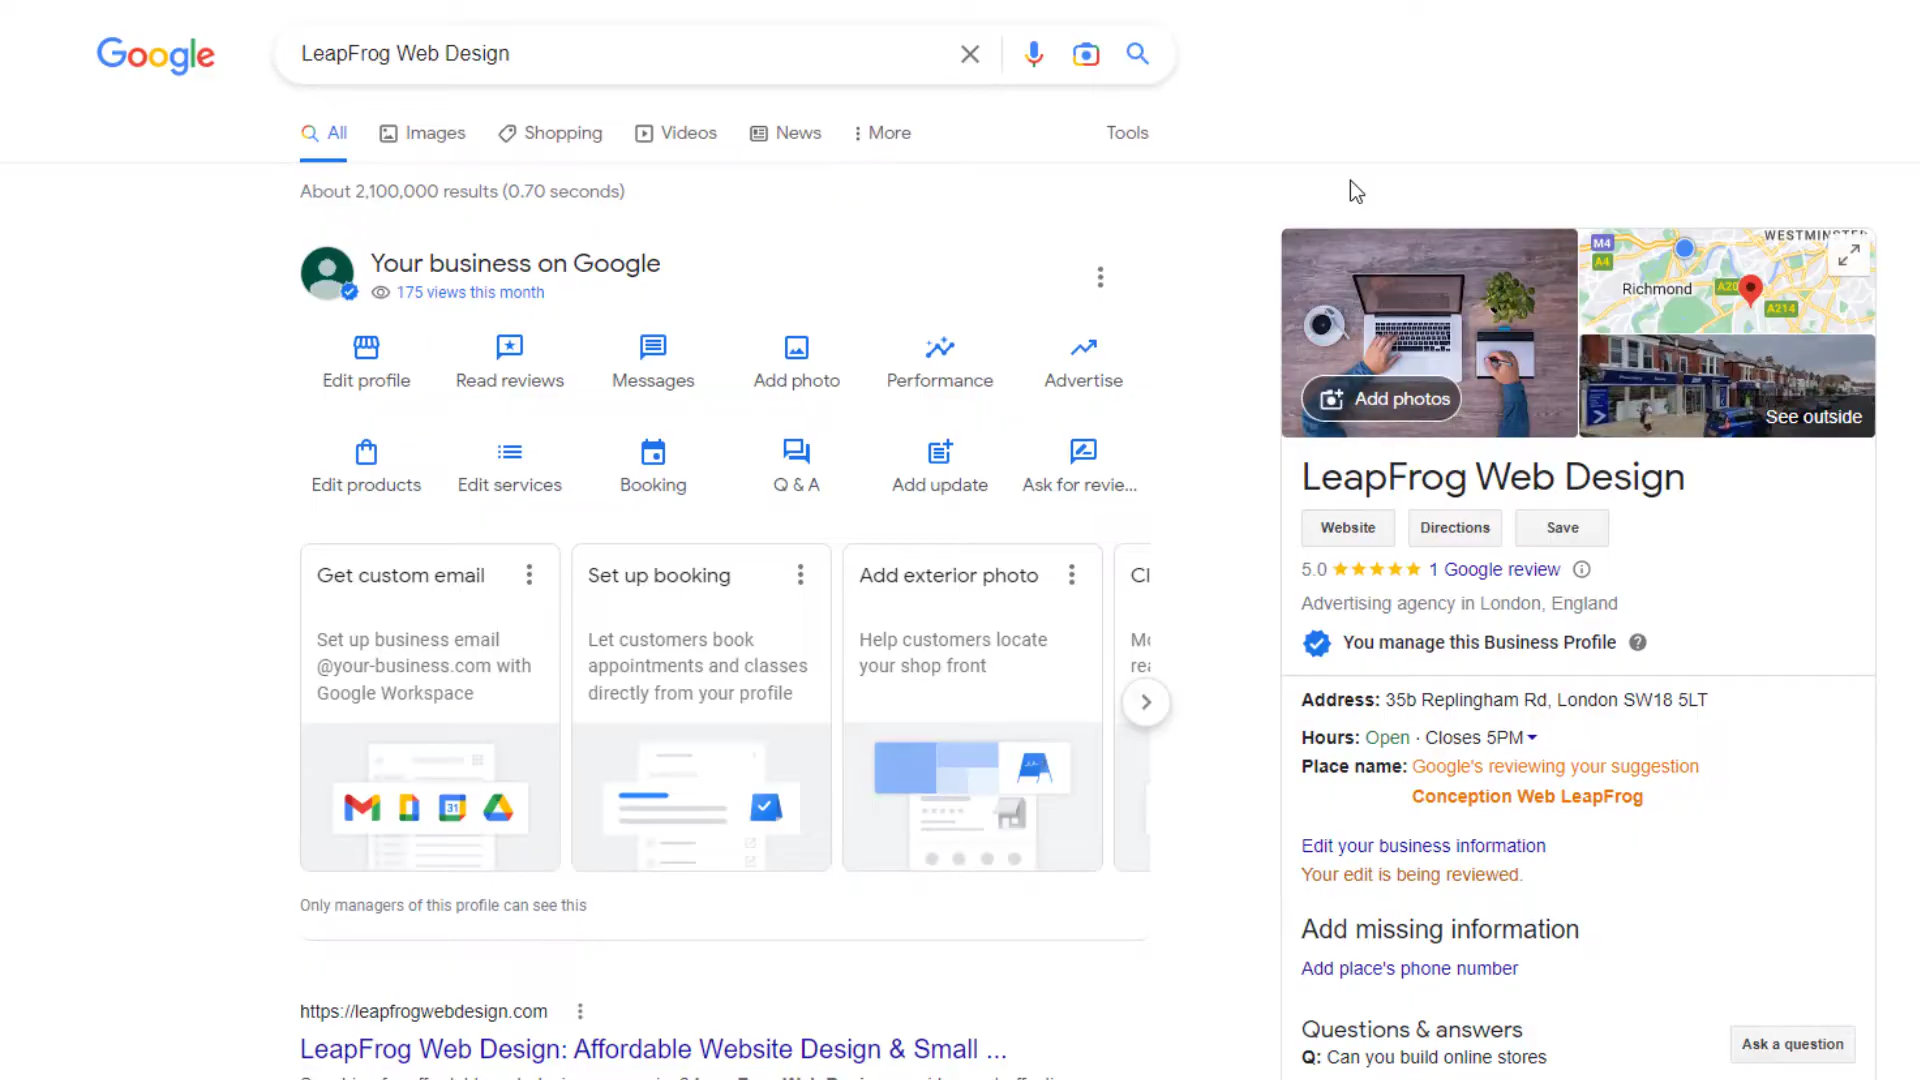 Google
LeapFrog Web Design
All
Images
Shopping
Videos
News
More
Tools
About 2,100,000 results (0.70 seconds)
Your business on Google
175 views this month
Edit profile
Read reviews
Messages
Add photo
Performance
Advertise
Edit products
Edit services
Booking
Q & A
Add update
Ask for revie...
Get custom email
Set up business email
@your-business.com with
Google Workspace
31
Set up booking
Let customers book
appointments and classes
directly from your profile
Add exterior photo
Help customers locate
your shop front
Only managers of this profile can see this
https://leapfrogwebdesign.com
LeapFrog Web Design: Affordable Website Design & Small ...
Add photos
M4
A4
Richmond
A214
See outside
LeapFrog Web Design
Website
Directions
Save
5.0
1 Google review
Advertising agency in London, England
You manage this Business Profile
Address: 35b Replingham Rd, London SW18 5LT
Hours: Open · Closes 5PM
Place name: Google's reviewing your suggestion
Conception Web LeapFrog
Edit your business information
Your edit is being reviewed.
Add missing information
Add place's phone number
Questions & answers
Q: Can you build online stores
Ask a question